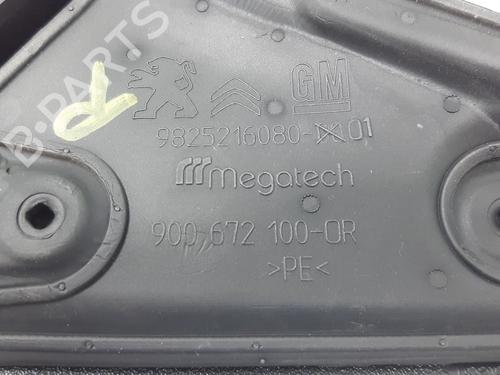 B-PARTS
R
GM
9825216080-XX01
megatech
900 672 100-0R
>PE<